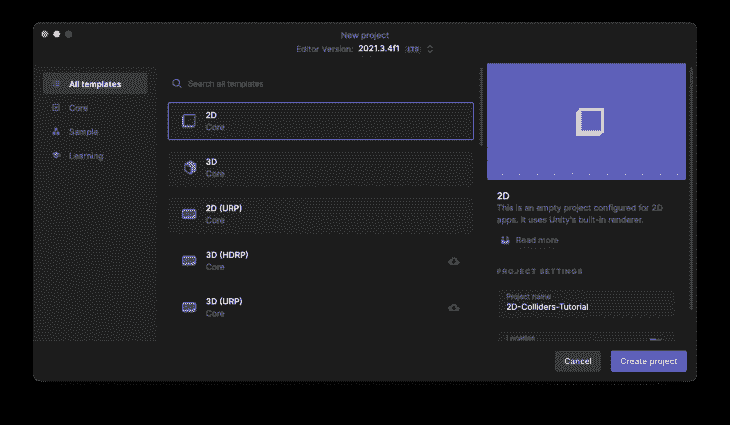 New project
Editor Version: 2021.3.4f1 LTS
All templates
Core
Sample
Learning
Search all templates
2D
Core
3D
Core
2D (URP)
Core
3D (HDRP)
Core
3D (URP)
Core
2D
This is an empty project configured for 2D
apps. It uses Unity's built-in renderer.
Read more
PROJECT SETTINGS
Project name
2D-Colliders-Tutorial
Location
Cancel
Create project